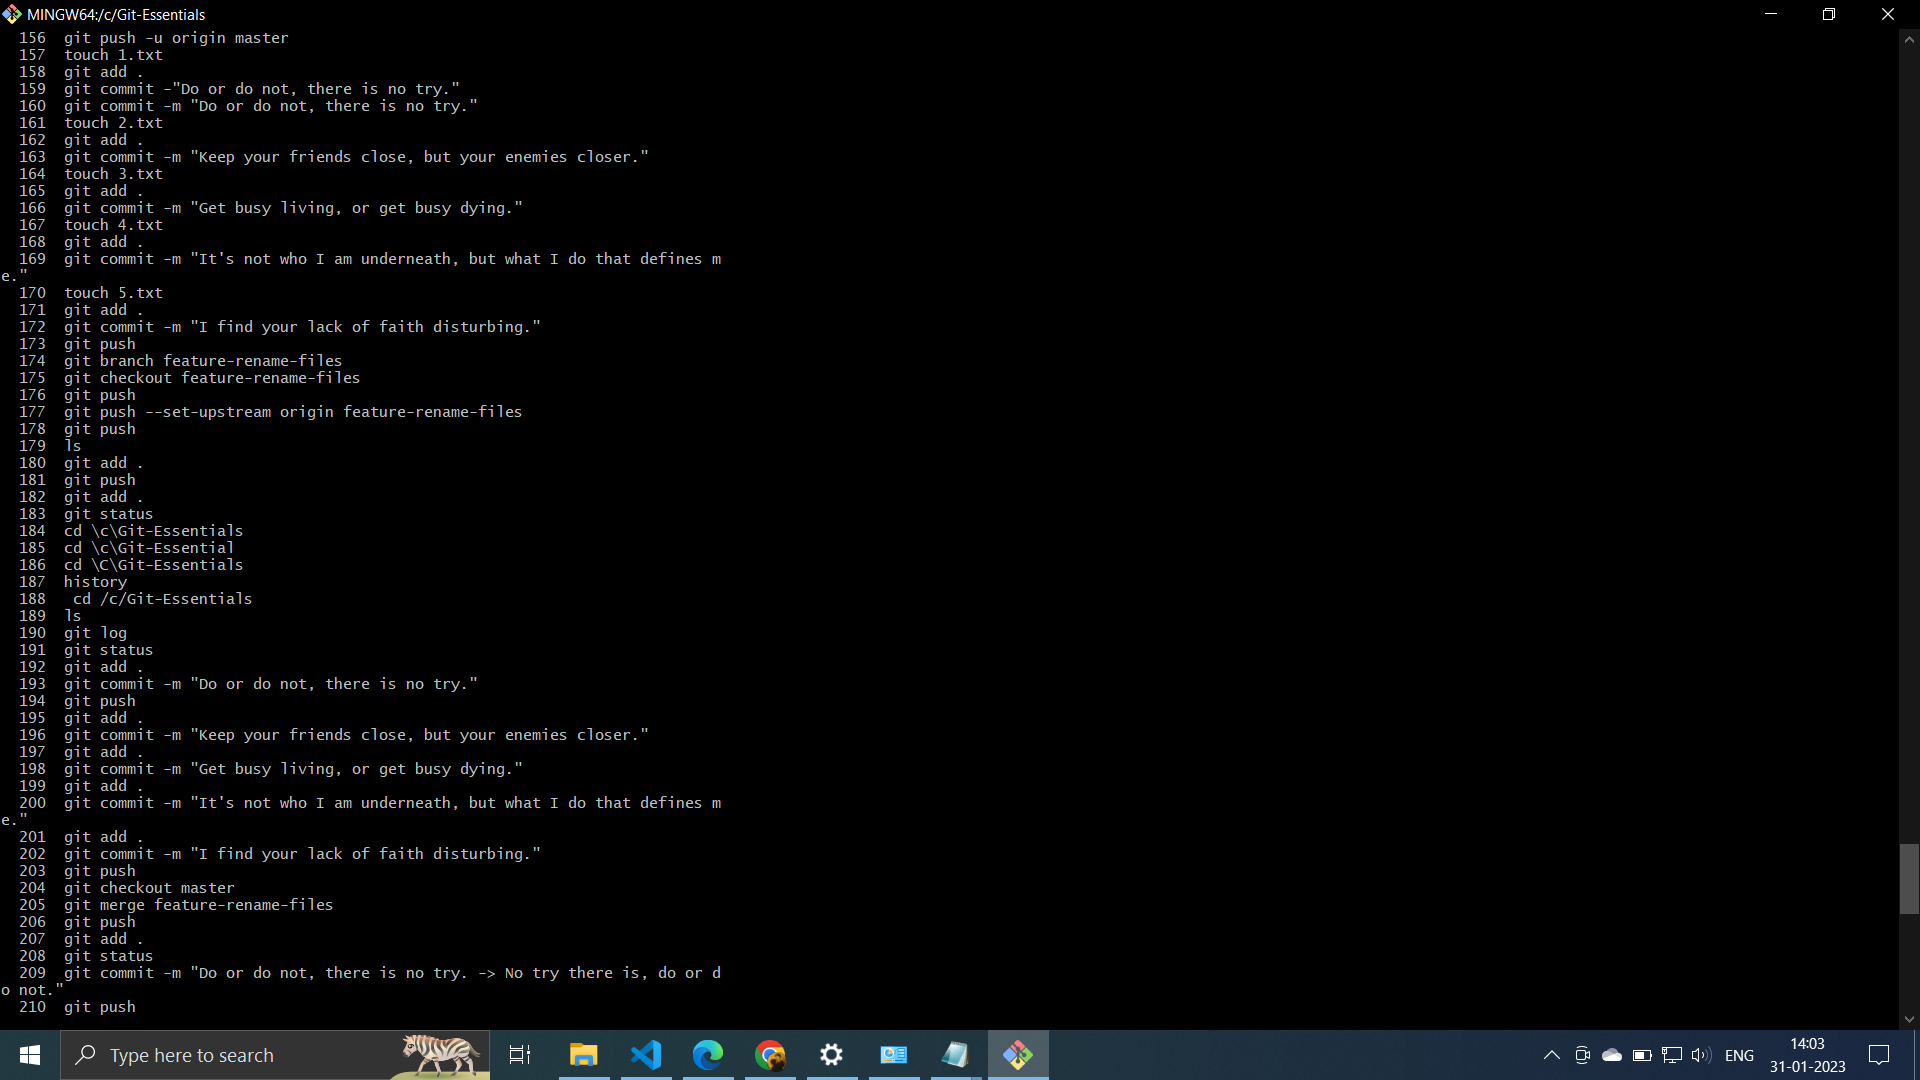 MINGW64:/c/Git-Essentials
156 git push -u origin master
157 touch 1.txt
158 git add .
159 git commit -"Do or do not, there is no try."
160 git commit -m "Do or do not, there is no try."
161 touch 2.txt
162 git add .
163 git commit -m "Keep your friends close, but your enemies closer."
164 touch 3.txt
165 git add .
166 git commit -m "Get busy living, or get busy dying."
167 touch 4.txt
168 git add .
169 git commit -m "It's not who I am underneath, but what I do that defines m
e."
170 touch 5.txt
171 git add .
172 git commit -m "I find your lack of faith disturbing."
173 git push
174 git branch feature-rename-files
175 git checkout feature-rename-files
176 git push
177 git push --set-upstream origin feature-rename-files
178 git push
179 ls
180 git add .
181 git push
182 git add .
183 git status
184 cd \c\Git-Essentials
185 cd \c\Git-Essential
186 cd \C\Git-Essentials
187 history
188 cd /c/Git-Essentials
189 ls
190 git log
191 git status
192 git add .
193 git commit -m "Do or do not, there is no try."
194 git push
195 git add .
196 git commit -m "Keep your friends close, but your enemies closer."
197 git add .
198 git commit -m "Get busy living, or get busy dying."
199 git add .
200 git commit -m "It's not who I am underneath, but what I do that defines m
e."
201 git add .
202 git commit -m "I find your lack of faith disturbing."
203 git push
204 git checkout master
205 git merge feature-rename-files
206 git push
207 git add .
208 git status
209 git commit -m "Do or do not, there is no try. -> No try there is, do or d
o not."
210 git push
Type here to search
ENG
14:03
31-01-2023